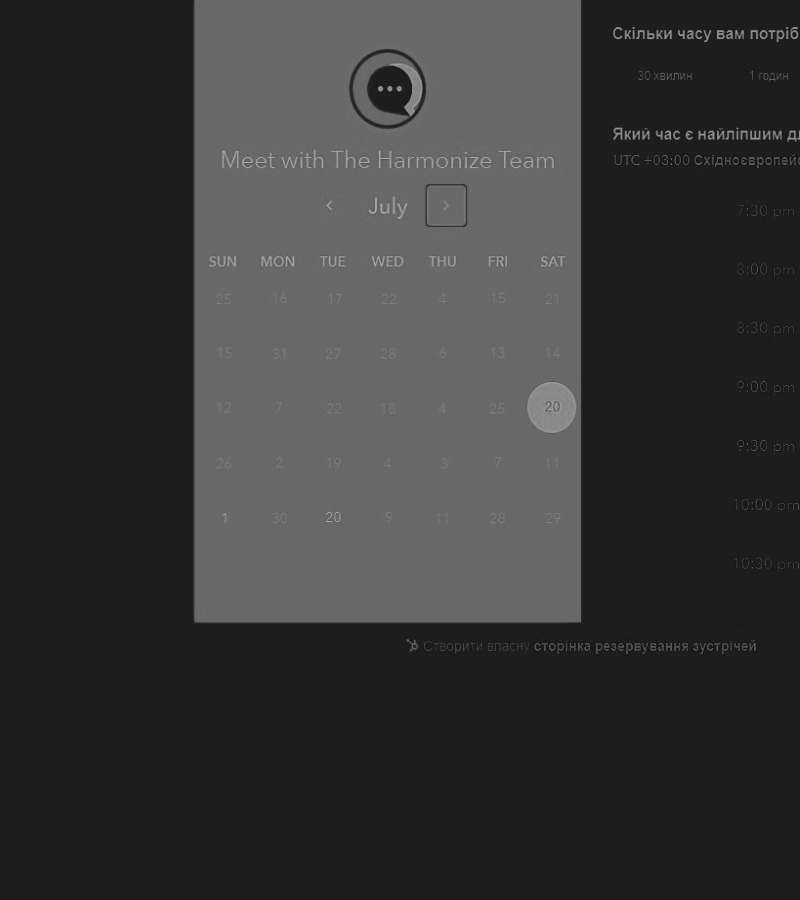 Meet with The Harmonize Team
July
SUN MON TUE WED THU FRI SAT
25 16 17 22 4 15 21
15 31 27 28 6 13 14
12 7 22 18 4 25 20
26 2 19 4 3 7 11
1 30 20 9 11 28 29
Скільки часу вам потріб
30 хвилин 1 годин
Який час є найліпшим д
UTC +03:00 Східноєвропейс
7:30 pm
8:00 pm
8:30 pm
9:00 pm
9:30 pm
10:00 pm
10:30 pm
Створити власну сторінка резервування зустрічей